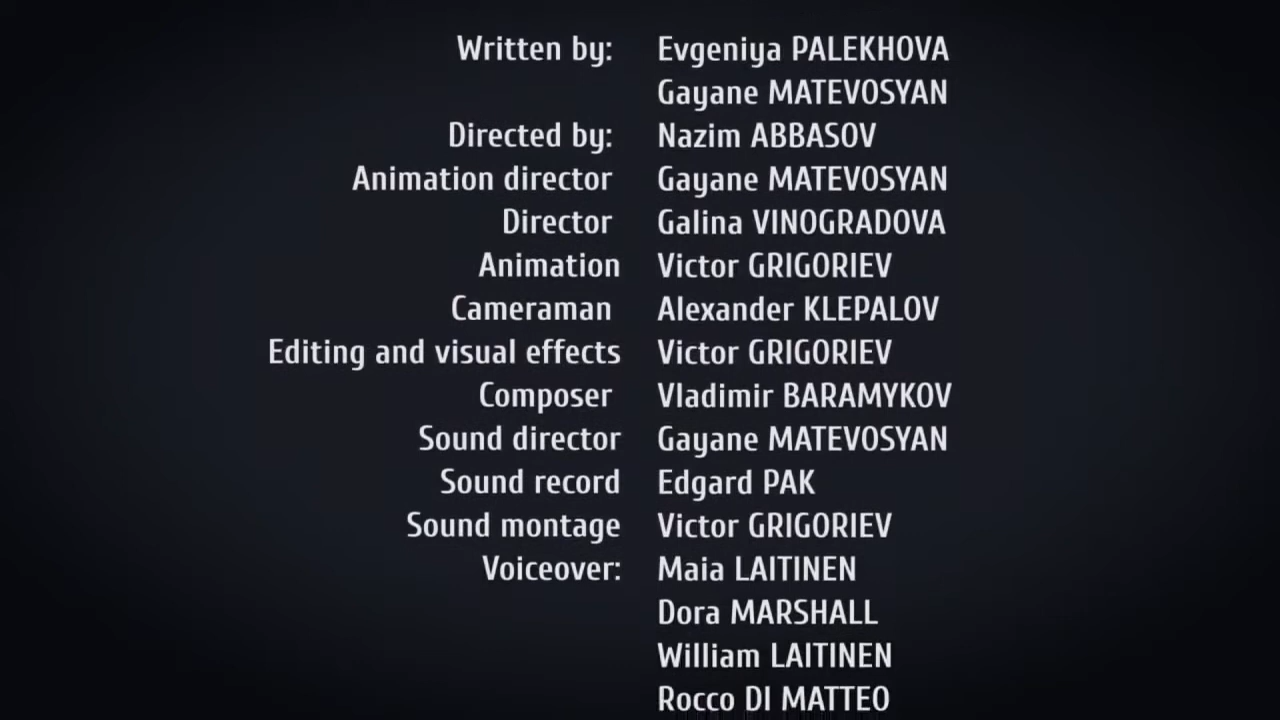 Written by: Evgeniya PALEKHOVA
Gayane MATEVOSYAN
Directed by: Nazim ABBASOV
Animation director Gayane MATEVOSYAN
Director Galina VINOGRADOVA
Animation Victor GRIGORIEV
Cameraman Alexander KLEPALOV
Editing and visual effects Victor GRIGORIEV
Composer Vladimir BARAMYKOV
Sound director Gayane MATEVOSYAN
Sound record Edgard PAK
Sound montage Victor GRIGORIEV
Voiceover: Maia LAITINEN
Dora MARSHALL
William LAITINEN
Rocco DI MATTEO